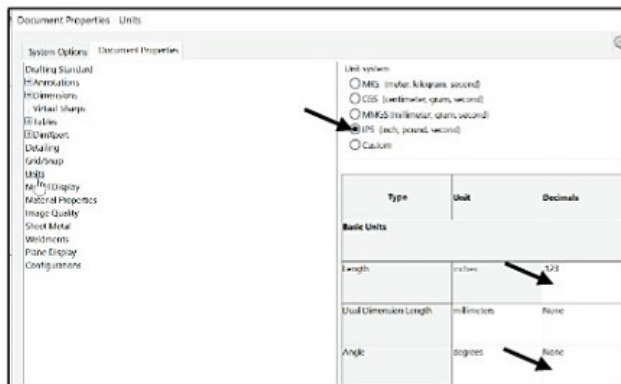 Document Properties - Units
System Options Document Properties
Drafting Standard
Annotations
Dimensions
Virtual Sharps
Tables
DimXpert
Detailing
Grid/Snap
Units
Display
Material Properties
Image Quality
Sheet Metal
Weldments
Plane Display
Configurations
Unit system
MKS (meter, kilogram, second)
CGS (centimeter, gram, second)
MMGS (millimeter, gram, second)
IPS (inch, pound, second)
Custom
Type Unit Decimals
Basic Units
Length inches .123
Dual Dimension Length millimeters None
Angle degrees None